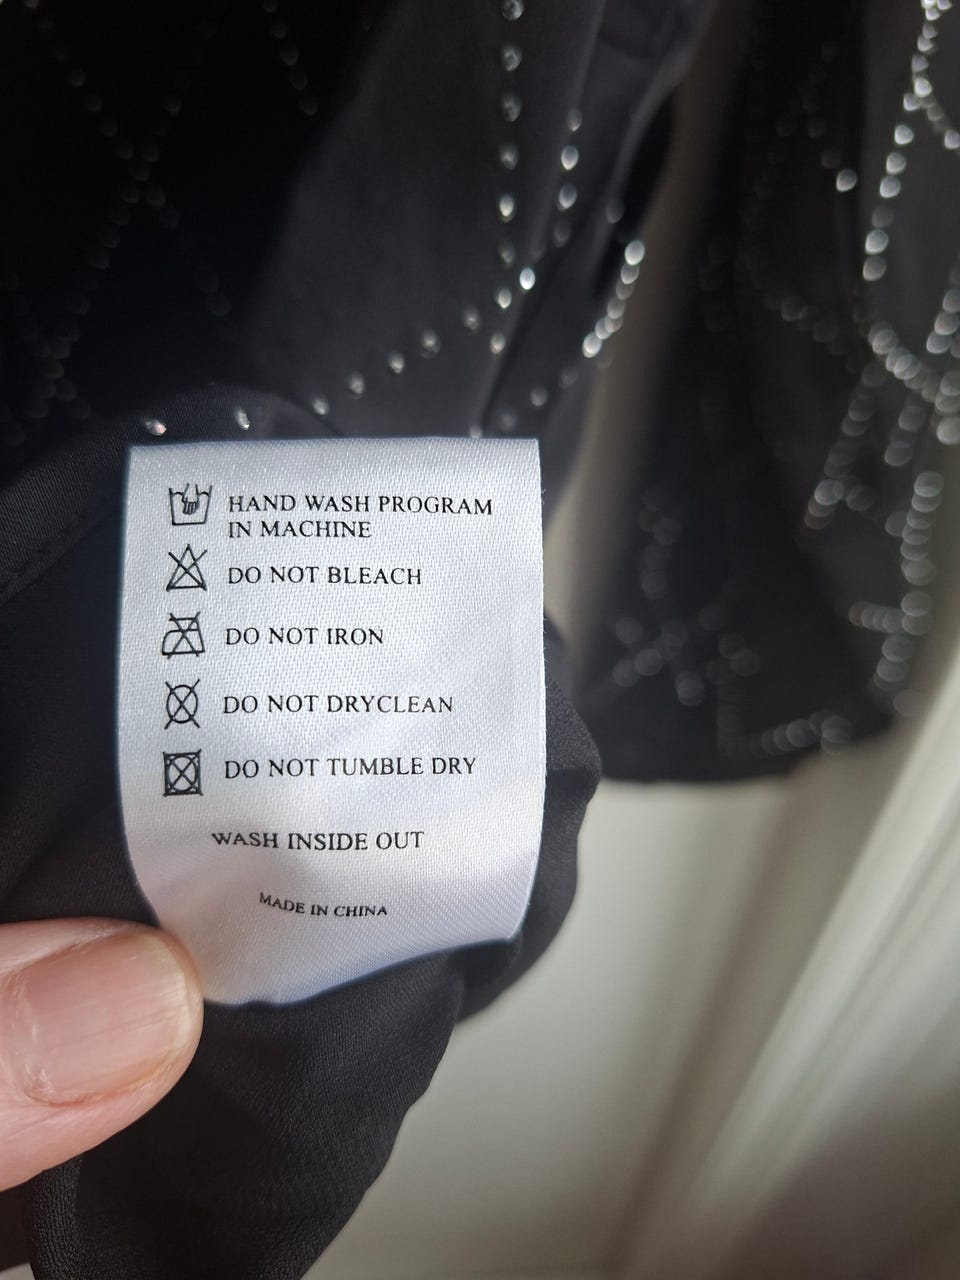 HAND WASH PROGRAM
IN MACHINE
DO NOT BLEACH
DO NOT IRON
DO NOT DRYCLEAN
DO NOT TUMBLE DRY
WASH INSIDE OUT
MADE IN CHINA